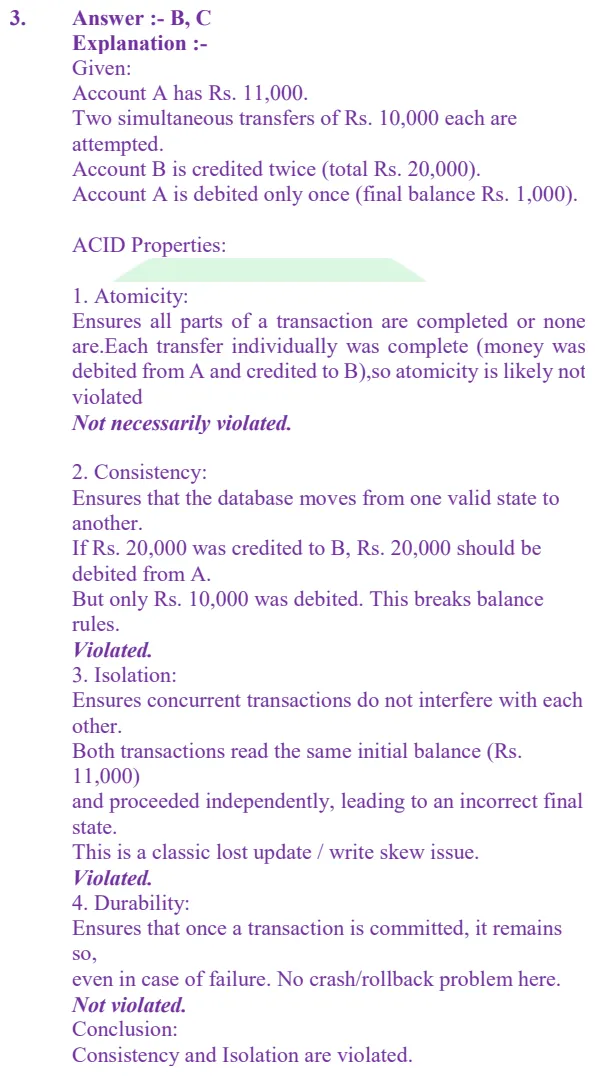 3. Answer :- B, C
Explanation :-
Given:
Account A has Rs. 11,000.
Two simultaneous transfers of Rs. 10,000 each are
attempted.
Account B is credited twice (total Rs. 20,000).
Account A is debited only once (final balance Rs. 1,000).
ACID Properties:
1. Atomicity:
Ensures all parts of a transaction are completed or none
are.Each transfer individually was complete (money was
debited from A and credited to B),so atomicity is likely not
violated
Not necessarily violated.
2. Consistency:
Ensures that the database moves from one valid state to
another.
If Rs. 20,000 was credited to B, Rs. 20,000 should be
debited from A.
But only Rs. 10,000 was debited. This breaks balance
rules.
Violated.
3. Isolation:
Ensures concurrent transactions do not interfere with each
other.
Both transactions read the same initial balance (Rs.
11,000)
and proceeded independently, leading to an incorrect final
state.
This is a classic lost update / write skew issue.
Violated.
4. Durability:
Ensures that once a transaction is committed, it remains
so,
even in case of failure. No crash/rollback problem here.
Not violated.
Conclusion:
Consistency and Isolation are violated.